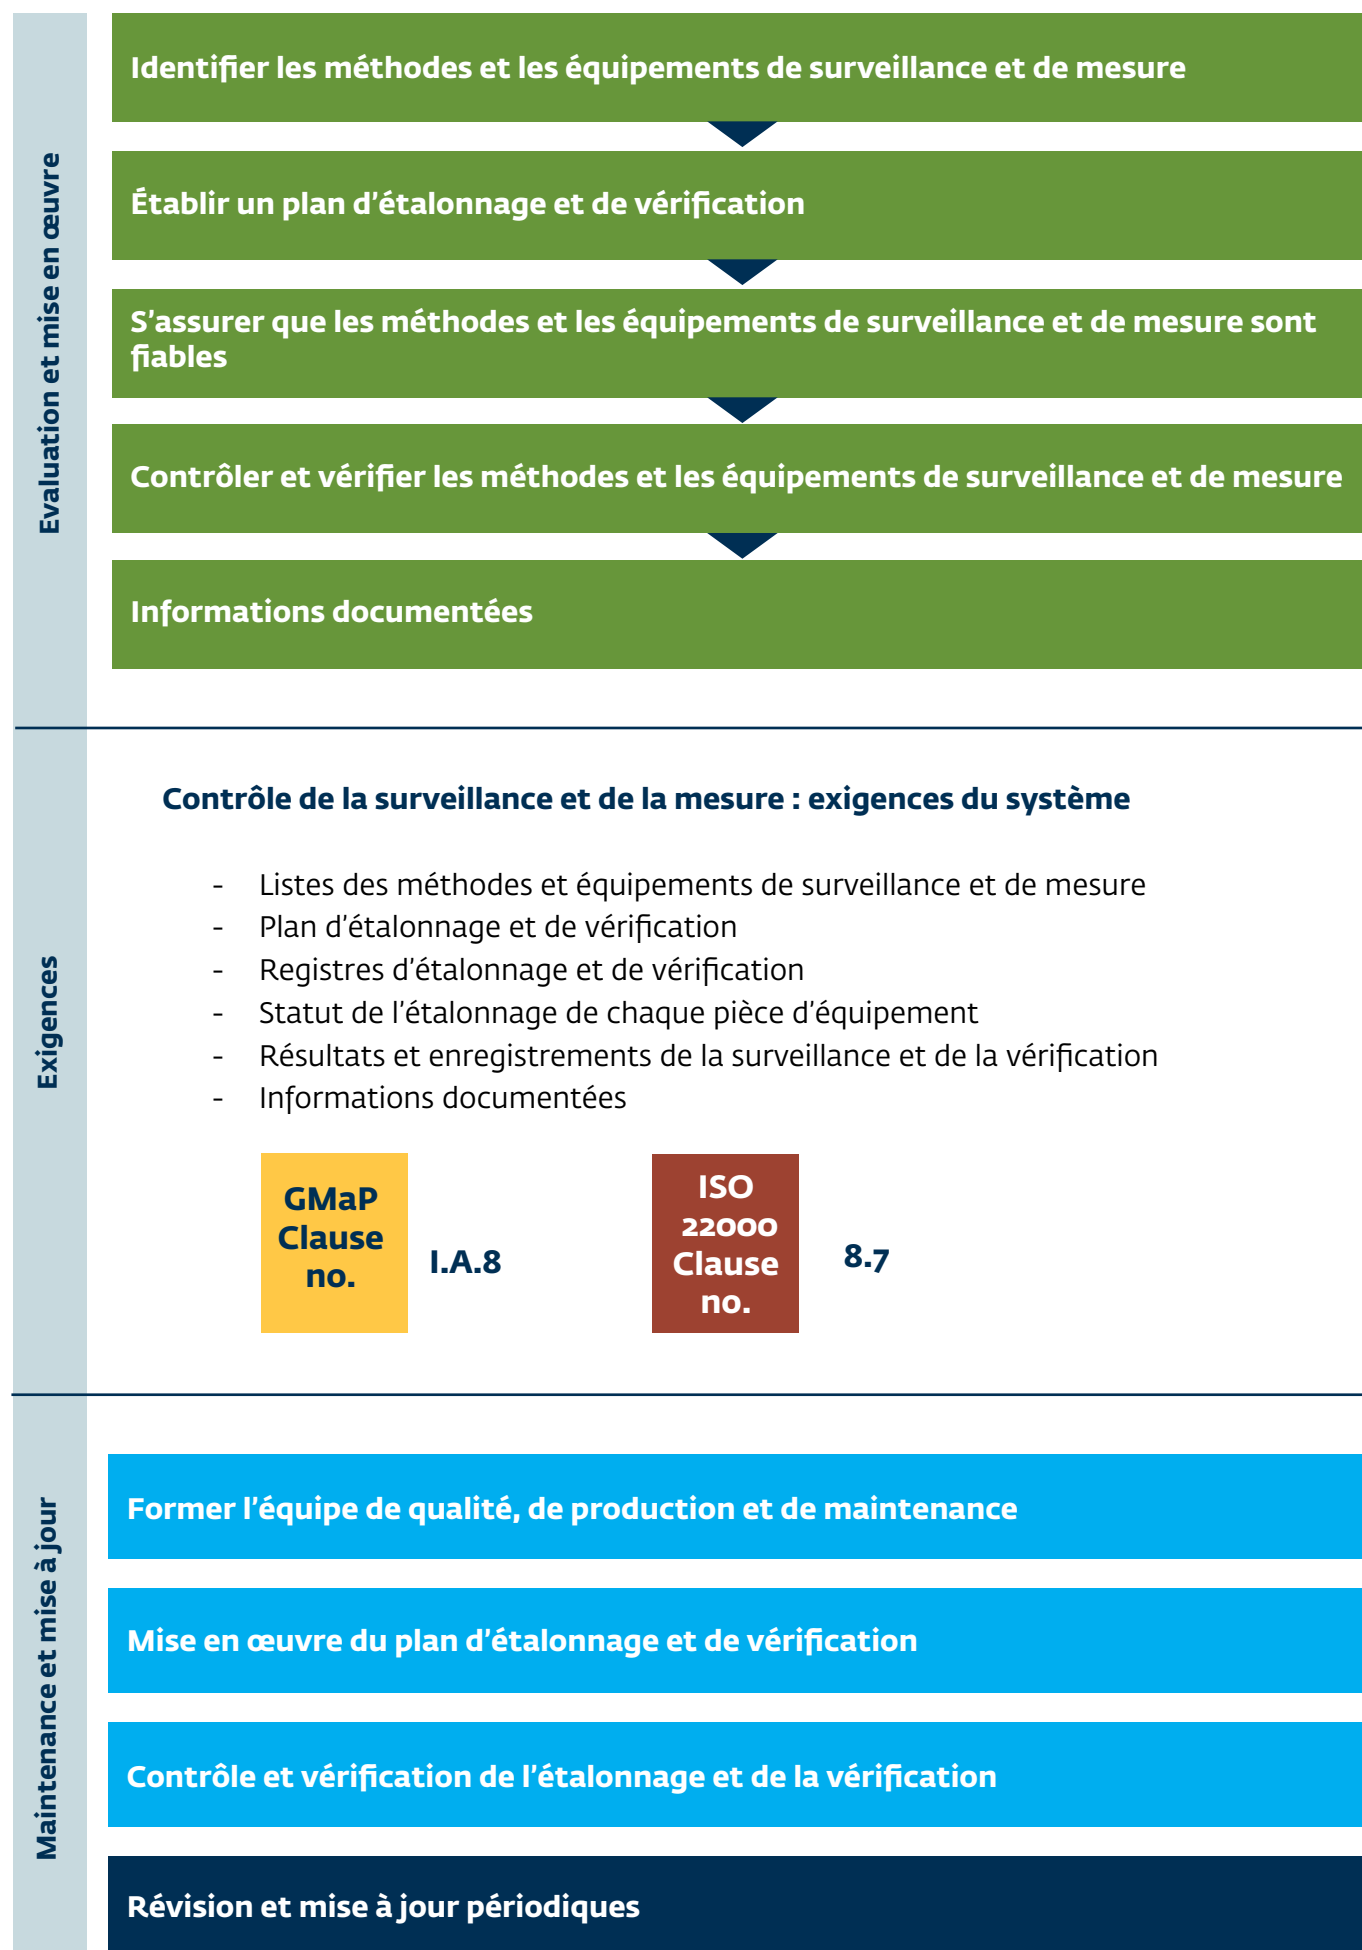 Evaluation et mise en œuvre
Identifier les méthodes et les équipements de surveillance et de mesure
Établir un plan d'étalonnage et de vérification
S'assurer que les méthodes et les équipements de surveillance et de mesure sont
fiables
Contrôler et vérifier les méthodes et les équipements de surveillance et de mesure
Informations documentées
Exigences
Contrôle de la surveillance et de la mesure : exigences du système
- Listes des méthodes et équipements de surveillance et de mesure
- Plan d'étalonnage et de vérification
- Registres d'étalonnage et de vérification
- Statut de l'étalonnage de chaque pièce d'équipement
- Résultats et enregistrements de la surveillance et de la vérification
- Informations documentées
GMaP
Clause
no.
I.A.8
ISO
22000
Clause
no.
8.7
Maintenance et mise à jour
Former l'équipe de qualité, de production et de maintenance
Mise en œuvre du plan d'étalonnage et de vérification
Contrôle et vérification de l'étalonnage et de la vérification
Révision et mise à jour périodiques